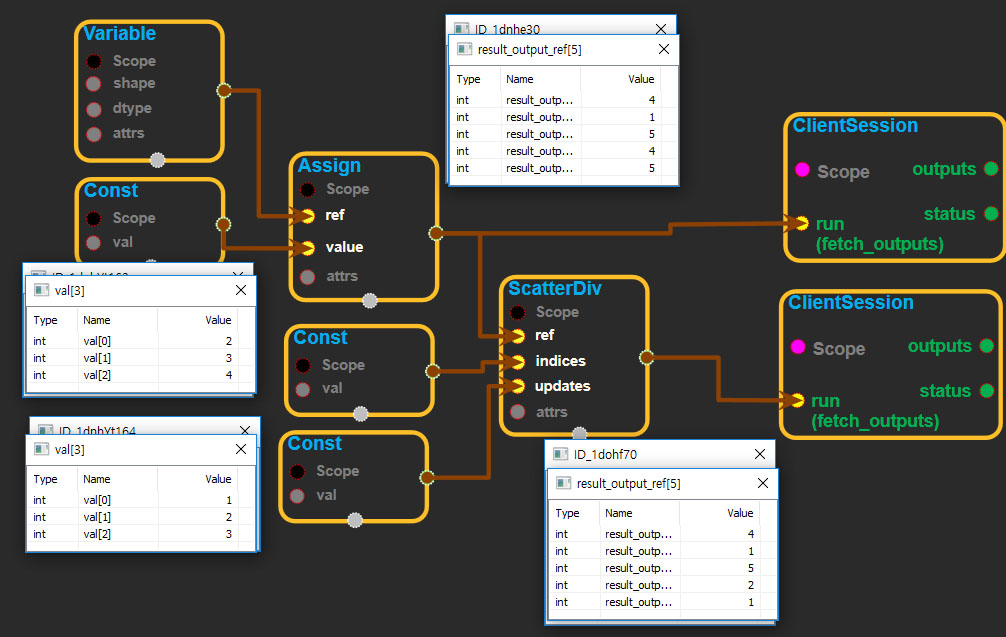 Variable
Scope
shape
dtype
attrs
Const
Scope
val
Assign
Scope
ref
value
attrs
ID_1dnhe30
result_output_ref[5]
Type Name Value
int result_outp... 4
int result_outp... 1
int result_outp... 5
int result_outp... 4
int result_outp... 5
ClientSession
Scope
outputs
status
run
(fetch_outputs)
val[3]
Type Name Value
int val[0] 2
int val[1] 3
int val[2] 4
Const
Scope
val
ScatterDiv
Scope
ref
indices
updates
attrs
ClientSession
Scope
outputs
status
run
(fetch_outputs)
val[3]
Type Name Value
int val[0] 1
int val[1] 2
int val[2] 3
Const
Scope
val
ID_1dohf70
result_output_ref[5]
Type Name Value
int result_outp... 4
int result_outp... 1
int result_outp... 5
int result_outp... 2
int result_outp... 1